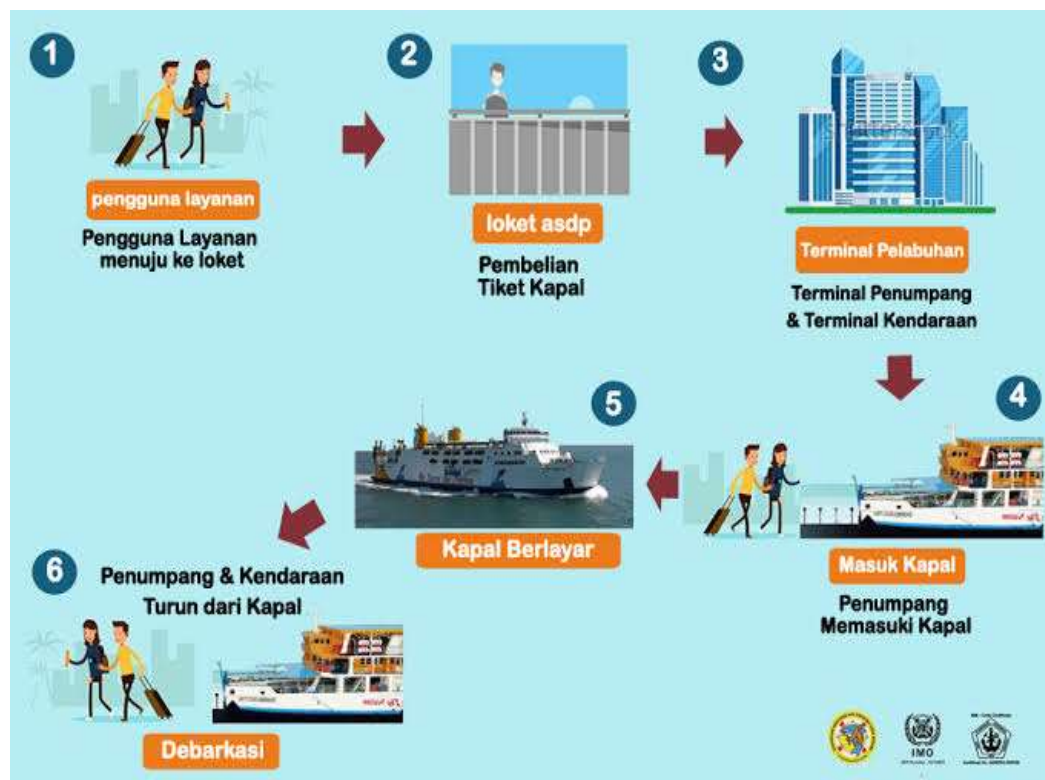 1
pengguna layanan
Pengguna Layanan
menuju ke loket
2
loket asdp
Pembelian
Tiket Kapal
3
Terminal Pelabuhan
Terminal Penumpang
& Terminal Kendaraan
4
Masuk Kapal
Penumpang
Memasuki Kapal
5
Kapal Berlayar
6
Penumpang & Kendaraan
Turun dari Kapal
Debarkasi
IMO